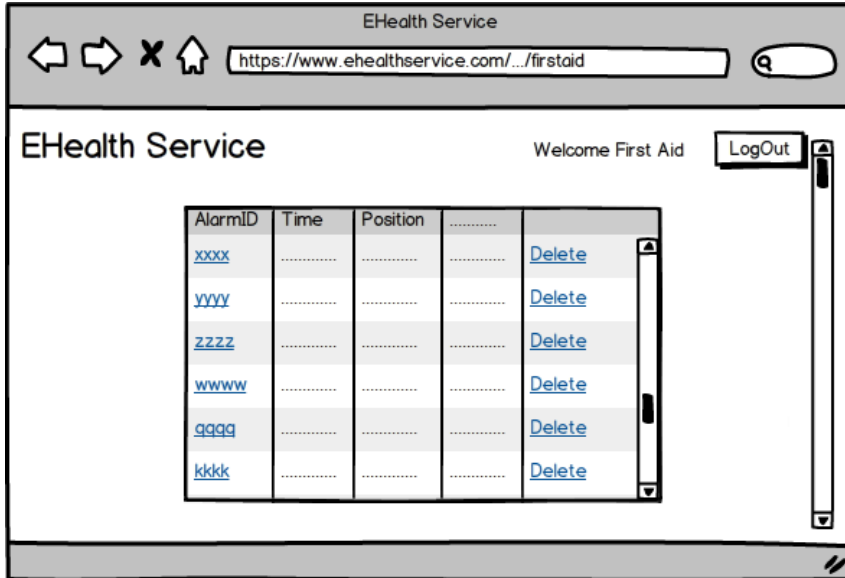 EHealth Service
https://www.ehealthservice.com/.../firstaid
EHealth Service
Welcome First Aid
LogOut
AlarmID Time Position ...........
xxxx ............. ............. ............. Delete
yyyy ............. ............. ............. Delete
zzzz ............. ............. ............. Delete
wwww ............. ............. ............. Delete
qqqq ............. ............. ............. Delete
kkkk ............. ............. ............. Delete